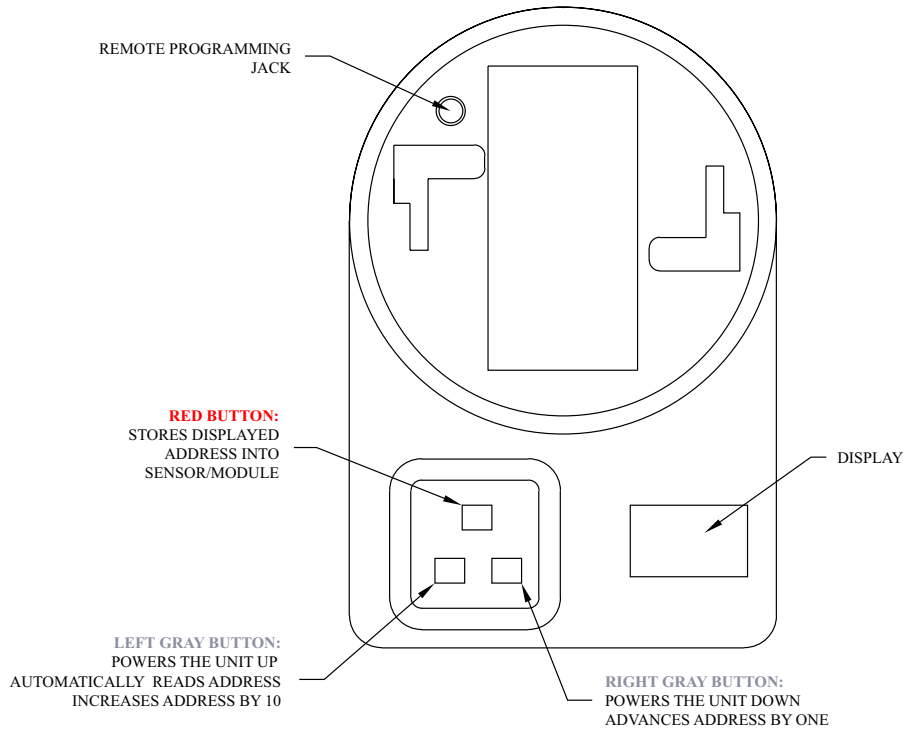 REMOTE PROGRAMMING
JACK
RED BUTTON:
STORES DISPLAYED
ADDRESS INTO
SENSOR/MODULE
DISPLAY
LEFT GRAY BUTTON:
POWERS THE UNIT UP
AUTOMATICALLY READS ADDRESS
INCREASES ADDRESS BY 10
RIGHT GRAY BUTTON:
POWERS THE UNIT DOWN
ADVANCES ADDRESS BY ONE